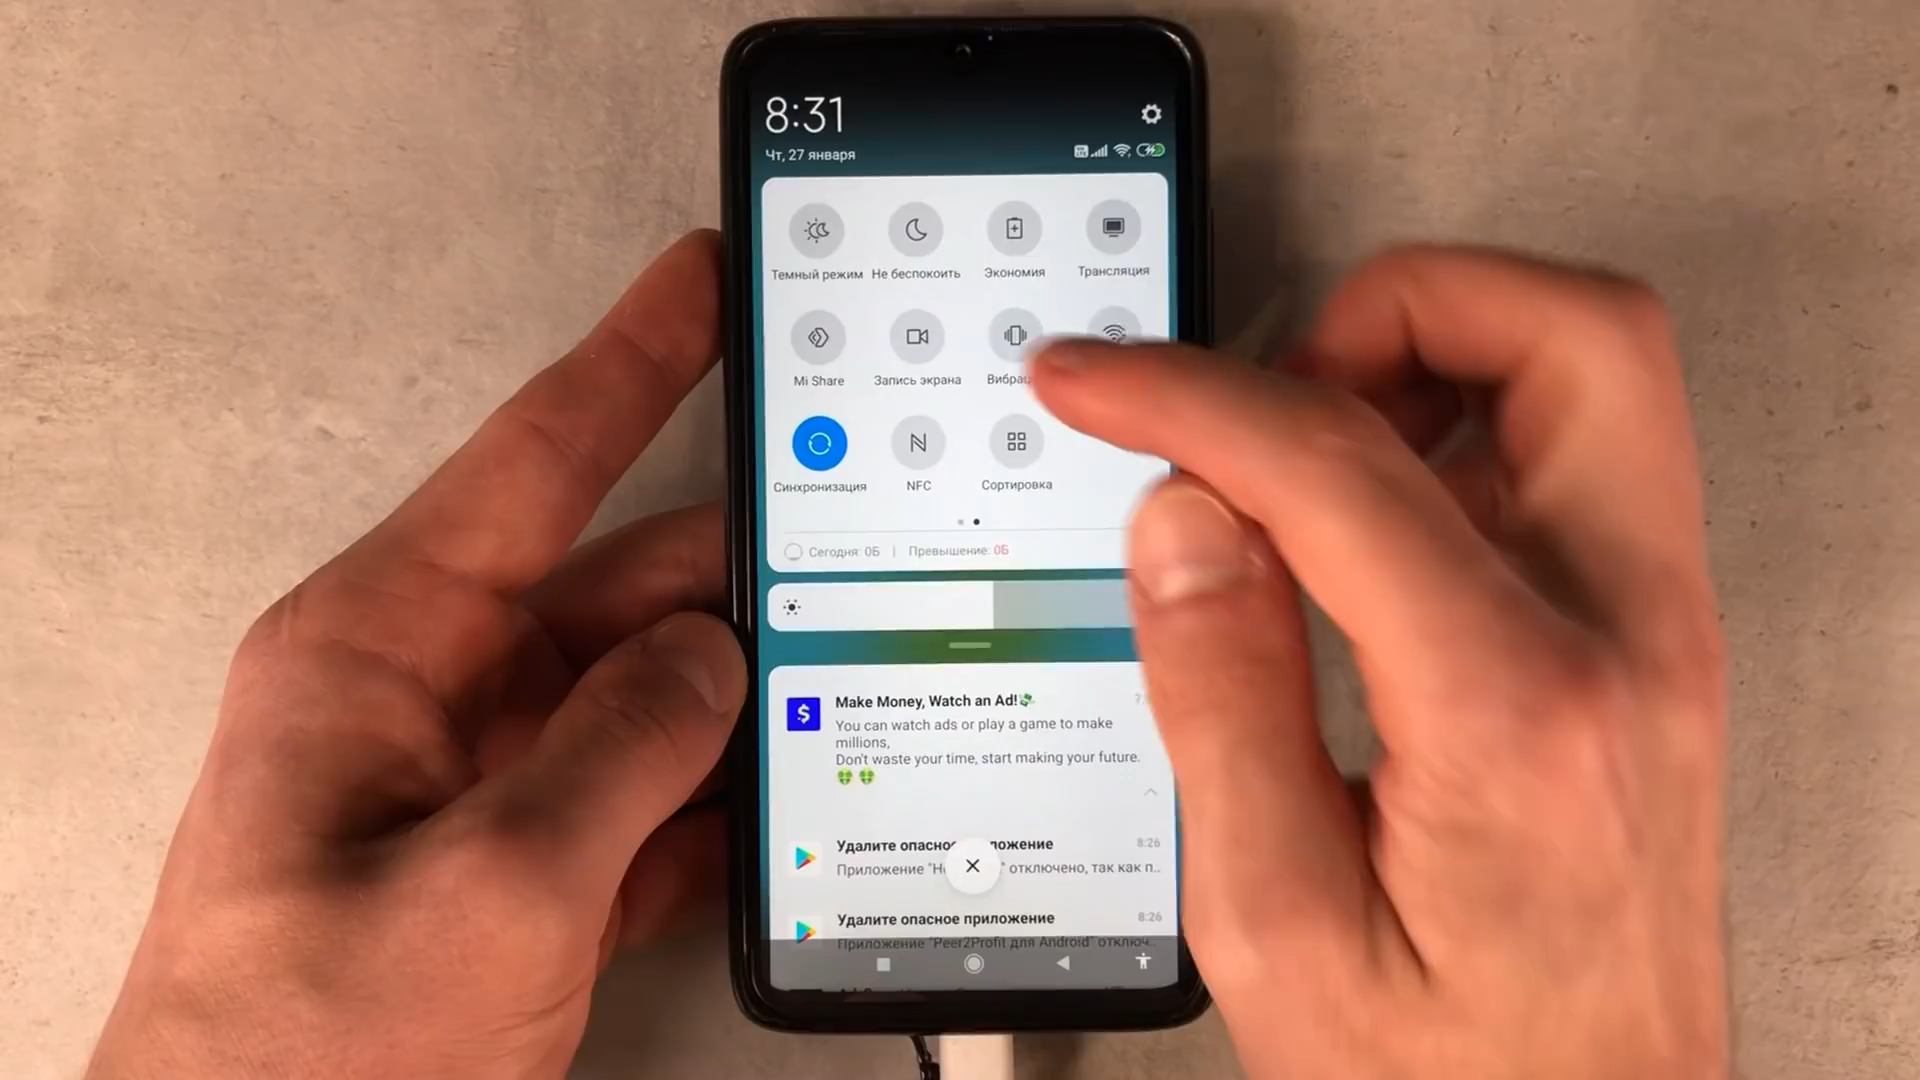 8:31
Чт, 27 января
Темный режим
Не беспокоить
Экономия
Трансляция
Mi Share
Запись экрана
Синхронизация
NFC
Сортировка
Сегодня: 0Б | Превышение: 0Б
Make Money, Watch an Ad!
You can watch ads or play a game to make
millions,
Don't waste your time, start making your future.
Удалите
8:26
Приложение
отключено, так как п..
Удалите опасное приложение
8:26
Приложение "Peer2Profit для Android" отключ..